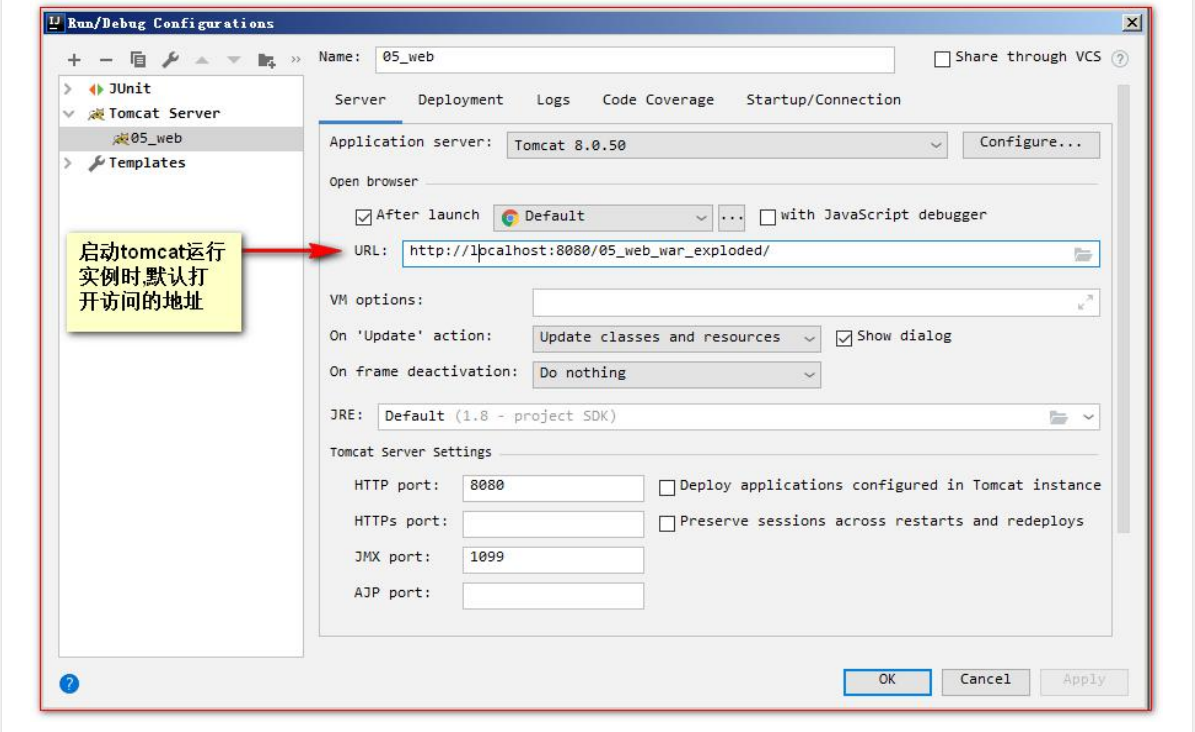 Run/Debug Configurations
Name: 05_web
Share through VCS
JUnit
Tomcat Server
05_web
Templates
Server Deployment Logs Code Coverage Startup/Connection
Application server: Tomcat 8.0.50 Configure...
Open browser
After launch Default ... with JavaScript debugger
启动tomcat运行
实例时,默认打
开访问的地址
URL: http://localhost:8080/05_web_war_exploded/
VM options:
On 'Update' action: Update classes and resources Show dialog
On frame deactivation: Do nothing
JRE: Default (1.8 - project SDK)
Tomcat Server Settings
HTTP port: 8080 Deploy applications configured in Tomcat instance
HTTPs port: Preserve sessions across restarts and redeploys
JMX port: 1099
AJP port:
OK Cancel Apply